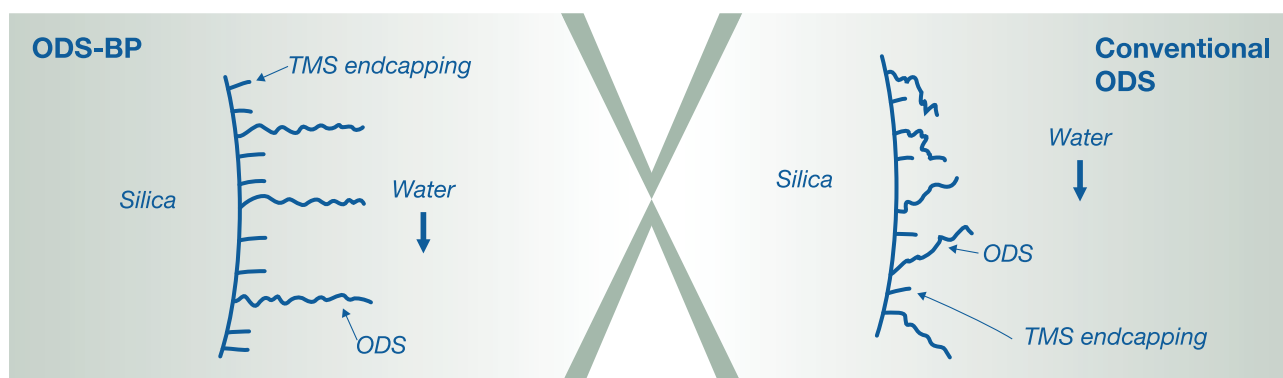 ODS-BP
TMS endcapping
Silica
Water
ODS
Conventional
ODS
Water
Silica
ODS
TMS endcapping